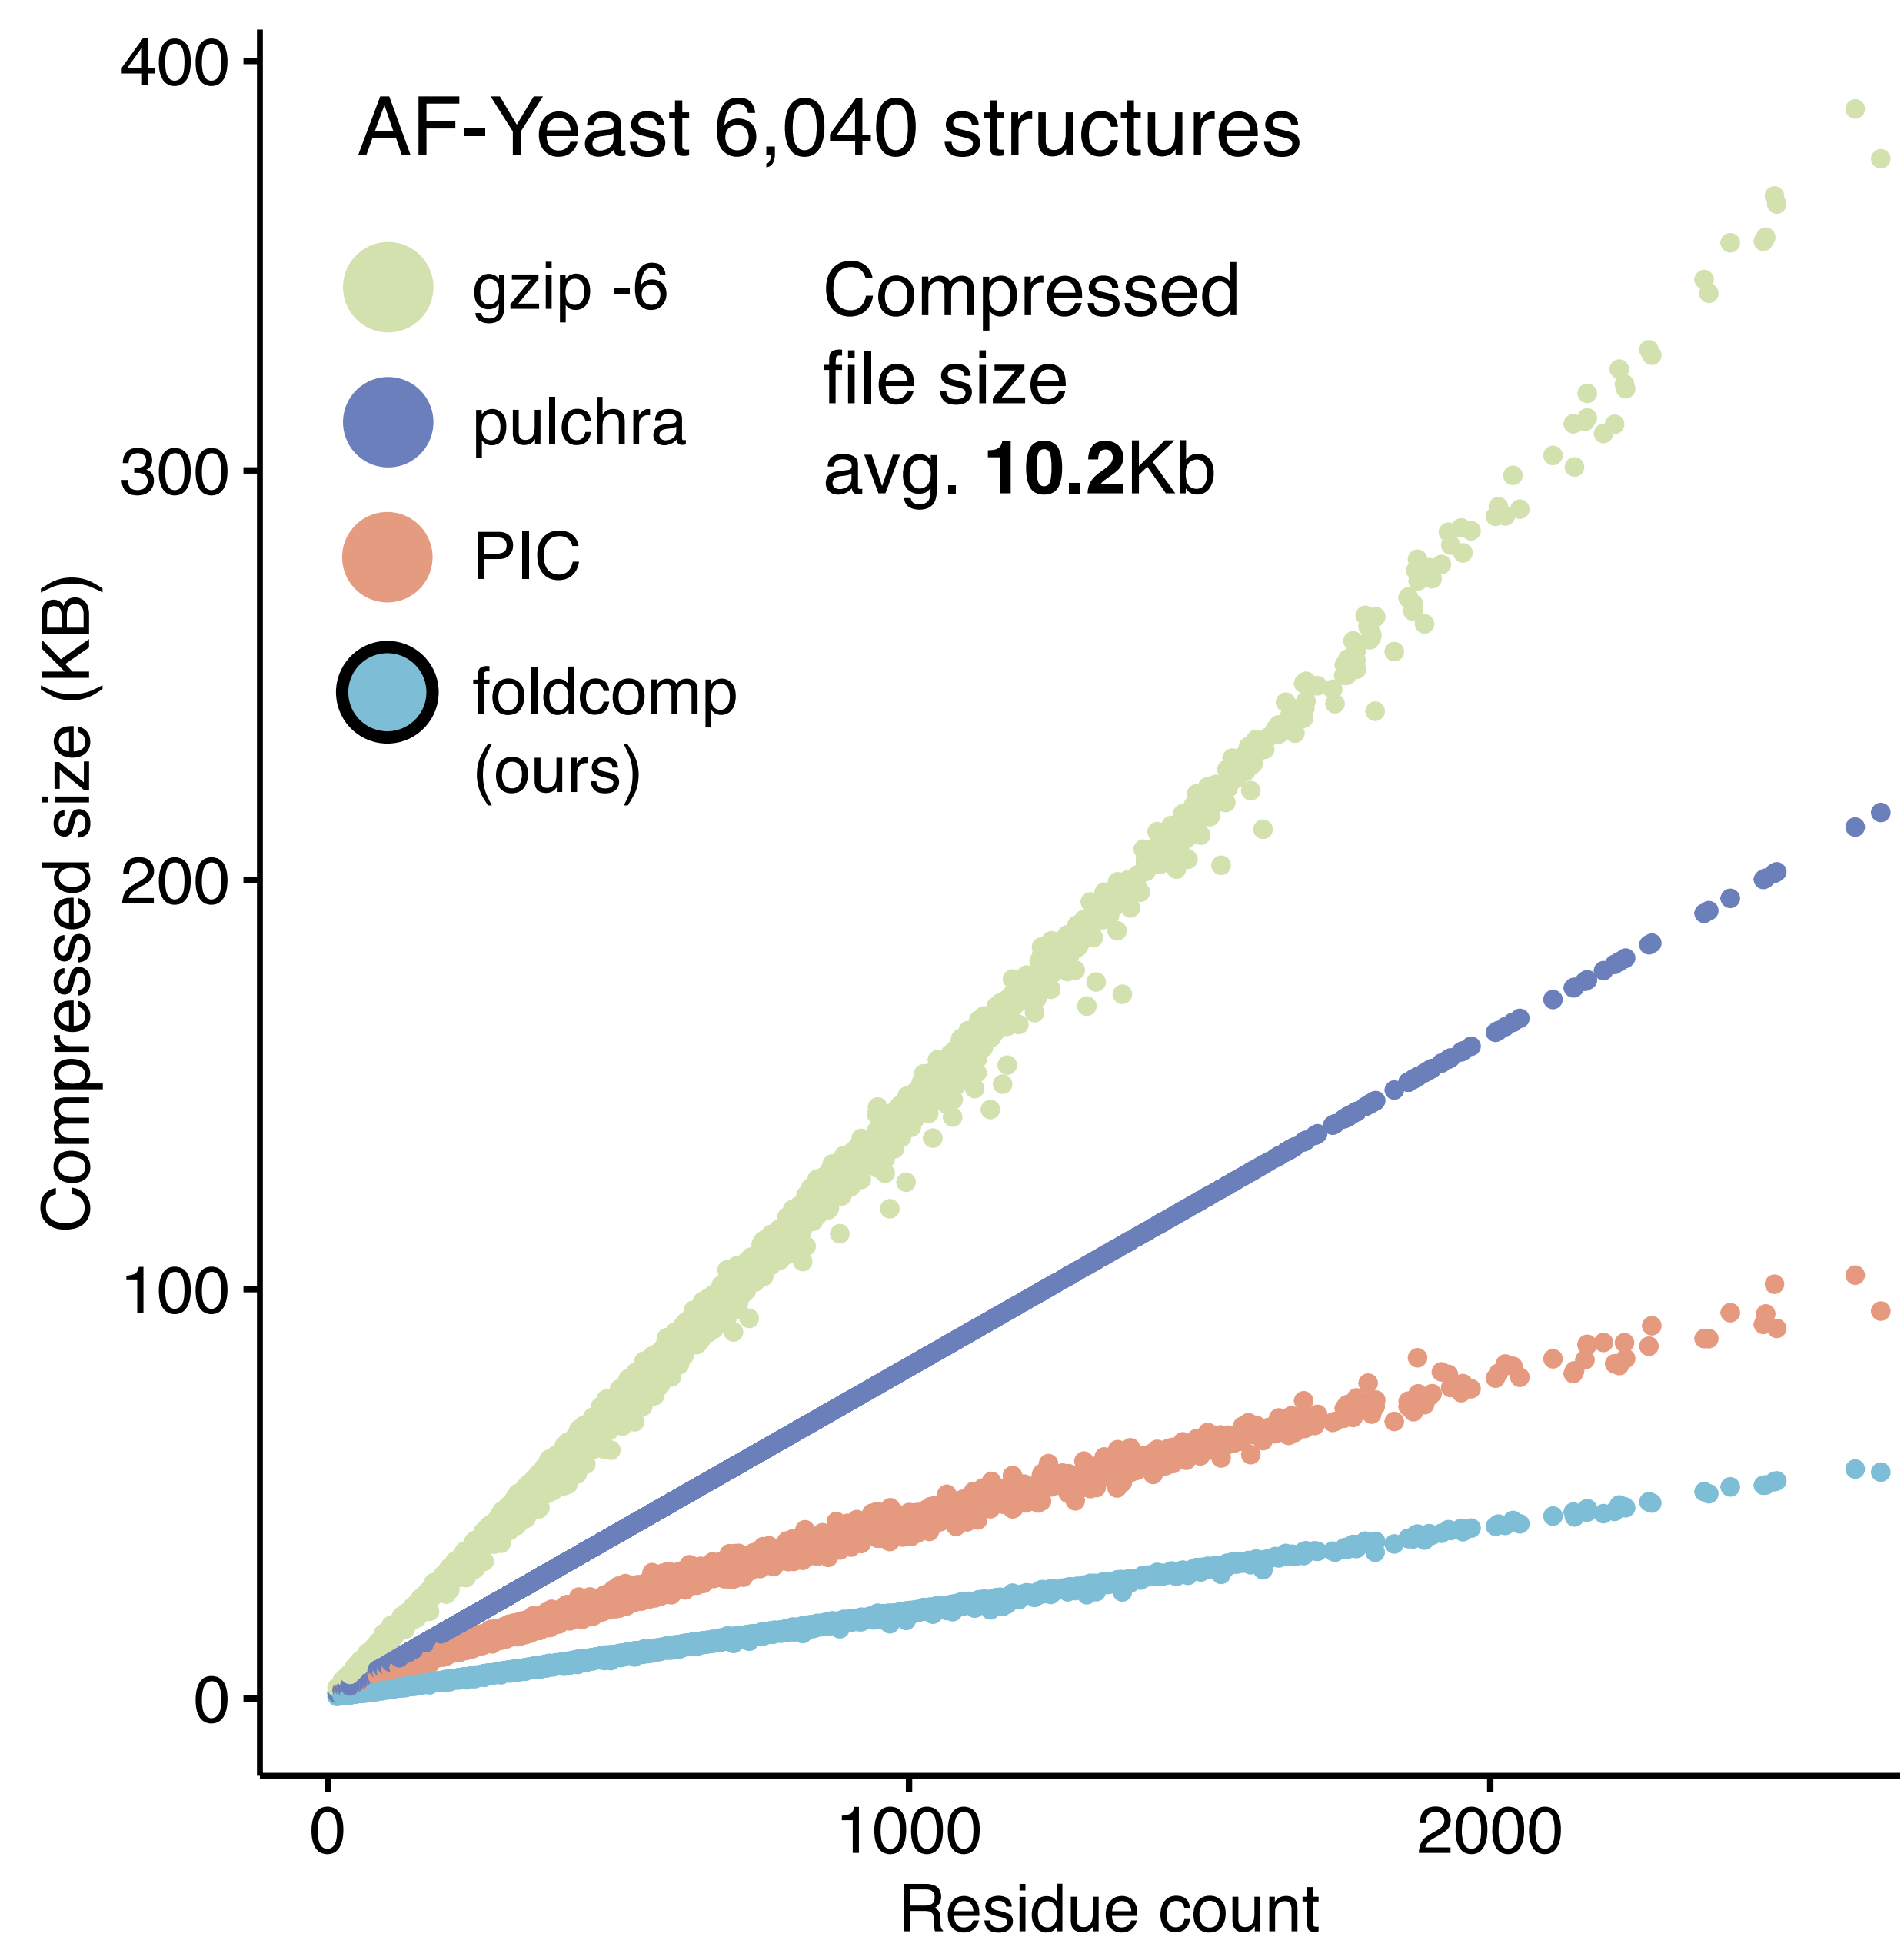 400
300
200
100
0
Compressed size (KB)
AF-Yeast 6,040 structures
gzip -6
pulchra
PIC
foldcomp
(ours)
Compressed
file size
avg. 10.2Kb
0
1000
2000
Residue count